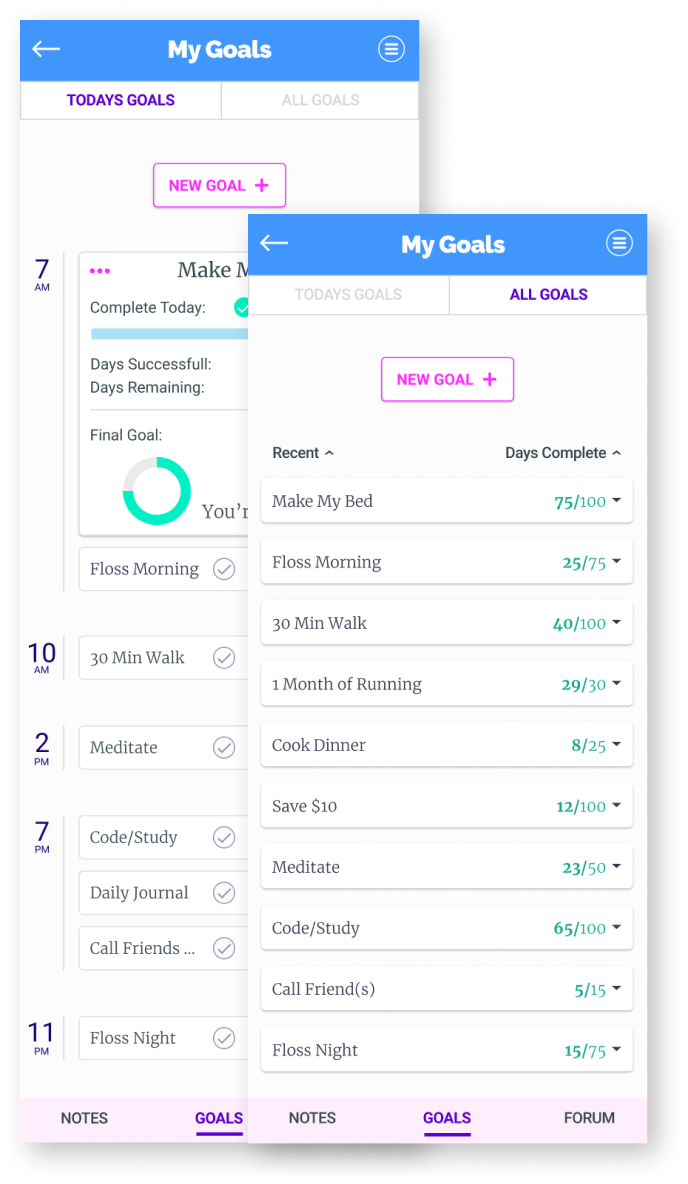 My Goals
TODAYS GOALS
ALL GOALS
NEW GOAL +
7
AM
Make M
Complete Today:
Days Successfull:
Days Remaining:
Final Goal:
You'r
Floss Morning
10
AM
30 Min Walk
2
PM
Meditate
7
PM
Code/Study
Daily Journal
Call Friends ...
11
PM
Floss Night
NOTES
GOALS
My Goals
TODAYS GOALS
ALL GOALS
NEW GOAL +
Recent
Days Complete
Make My Bed 75/100
Floss Morning 25/75
30 Min Walk 40/100
1 Month of Running 29/30
Cook Dinner 8/25
Save $10 12/100
Meditate 23/50
Code/Study 65/100
Call Friend(s) 5/15
Floss Night 15/75
NOTES
GOALS
FORUM